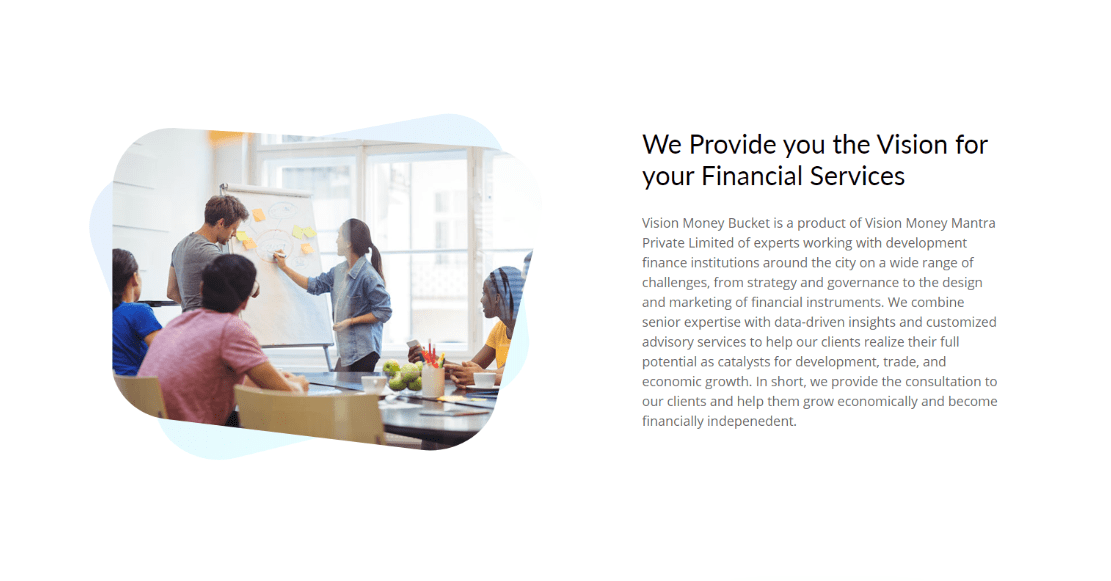 We Provide you the Vision for
your Financial Services
Vision Money Bucket is a product of Vision Money Mantra
Private Limited of experts working with development
finance institutions around the city on a wide range of
challenges, from strategy and governance to the design
and marketing of financial instruments. We combine
senior expertise with data-driven insights and customized
advisory services to help our clients realize their full
potential as catalysts for development, trade, and
economic growth. In short, we provide the consultation to
our clients and help them grow economically and become
financially indepenedent.